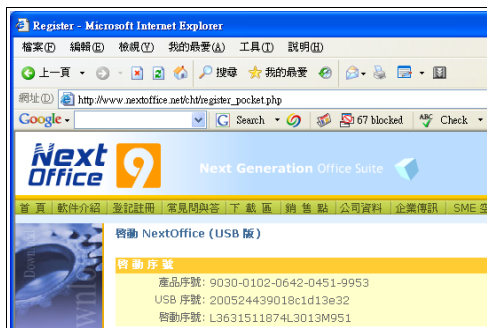 Register - Microsoft Internet Explorer
檔案(F) 編輯(E) 檢視(V) 我的最愛(A) 工具(T) 說明(H)
上一頁 搜尋 我的最愛
網址(D) http://www.nextoffice.net/cht/register_pocket.php
Google Search 67 blocked ABC Check
Next Office 9
Next Generation Office Suite
首 頁 軟件介紹 登記註冊 常見問與答 下 載 區 銷 售 點 公司資料 企業傳訊 SME
Download
啓動 NextOffice (USB 版)
啓 動 序 號
產品序號: 9030-0102-0642-0451-9953
USB 序號: 200524439018c1d13e32
啓動序號: L3631511874L3013M951